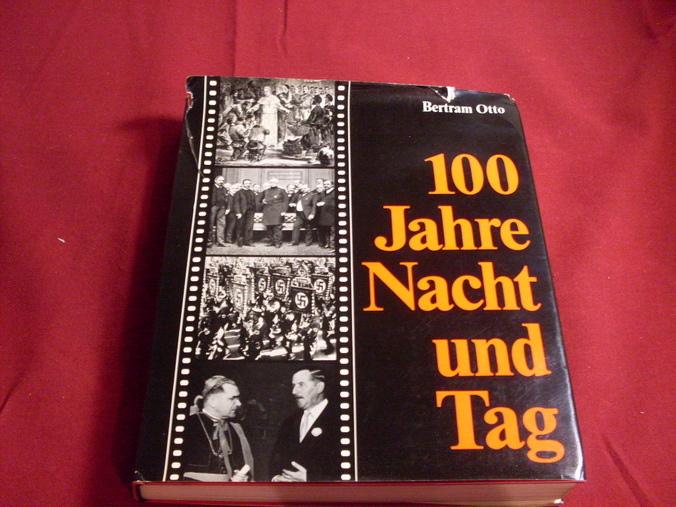 Bertram Otto
100
Jahre
Nacht
und
Tag